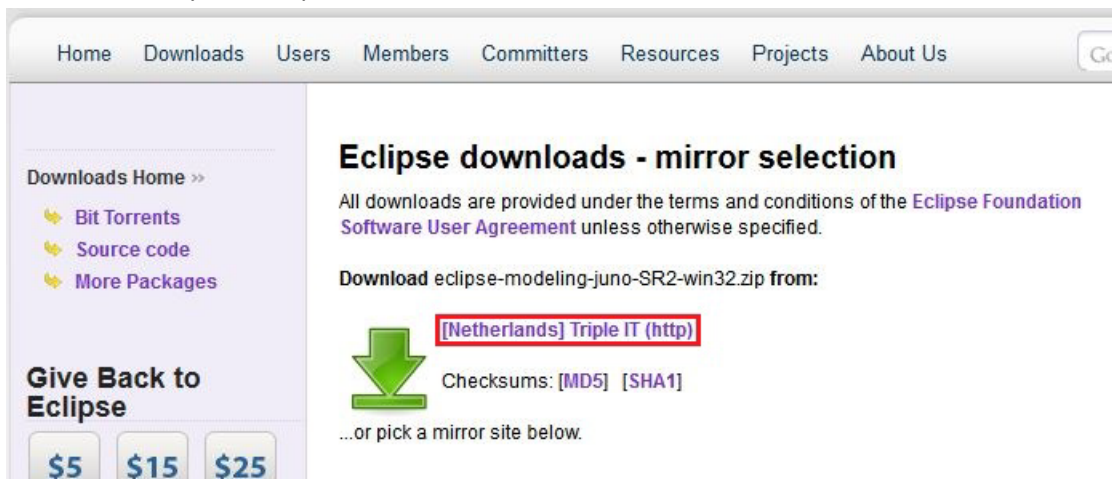 Home Downloads Users Members Committers Resources Projects About Us
Downloads Home »
Bit Torrents
Source code
More Packages
Give Back to
Eclipse
$5 $15 $25
Eclipse downloads - mirror selection
All downloads are provided under the terms and conditions of the Eclipse Foundation
Software User Agreement unless otherwise specified.
Download eclipse-modeling-juno-SR2-win32.zip from:
[Netherlands] Triple IT (http)
Checksums: [MD5] [SHA1]
...or pick a mirror site below.